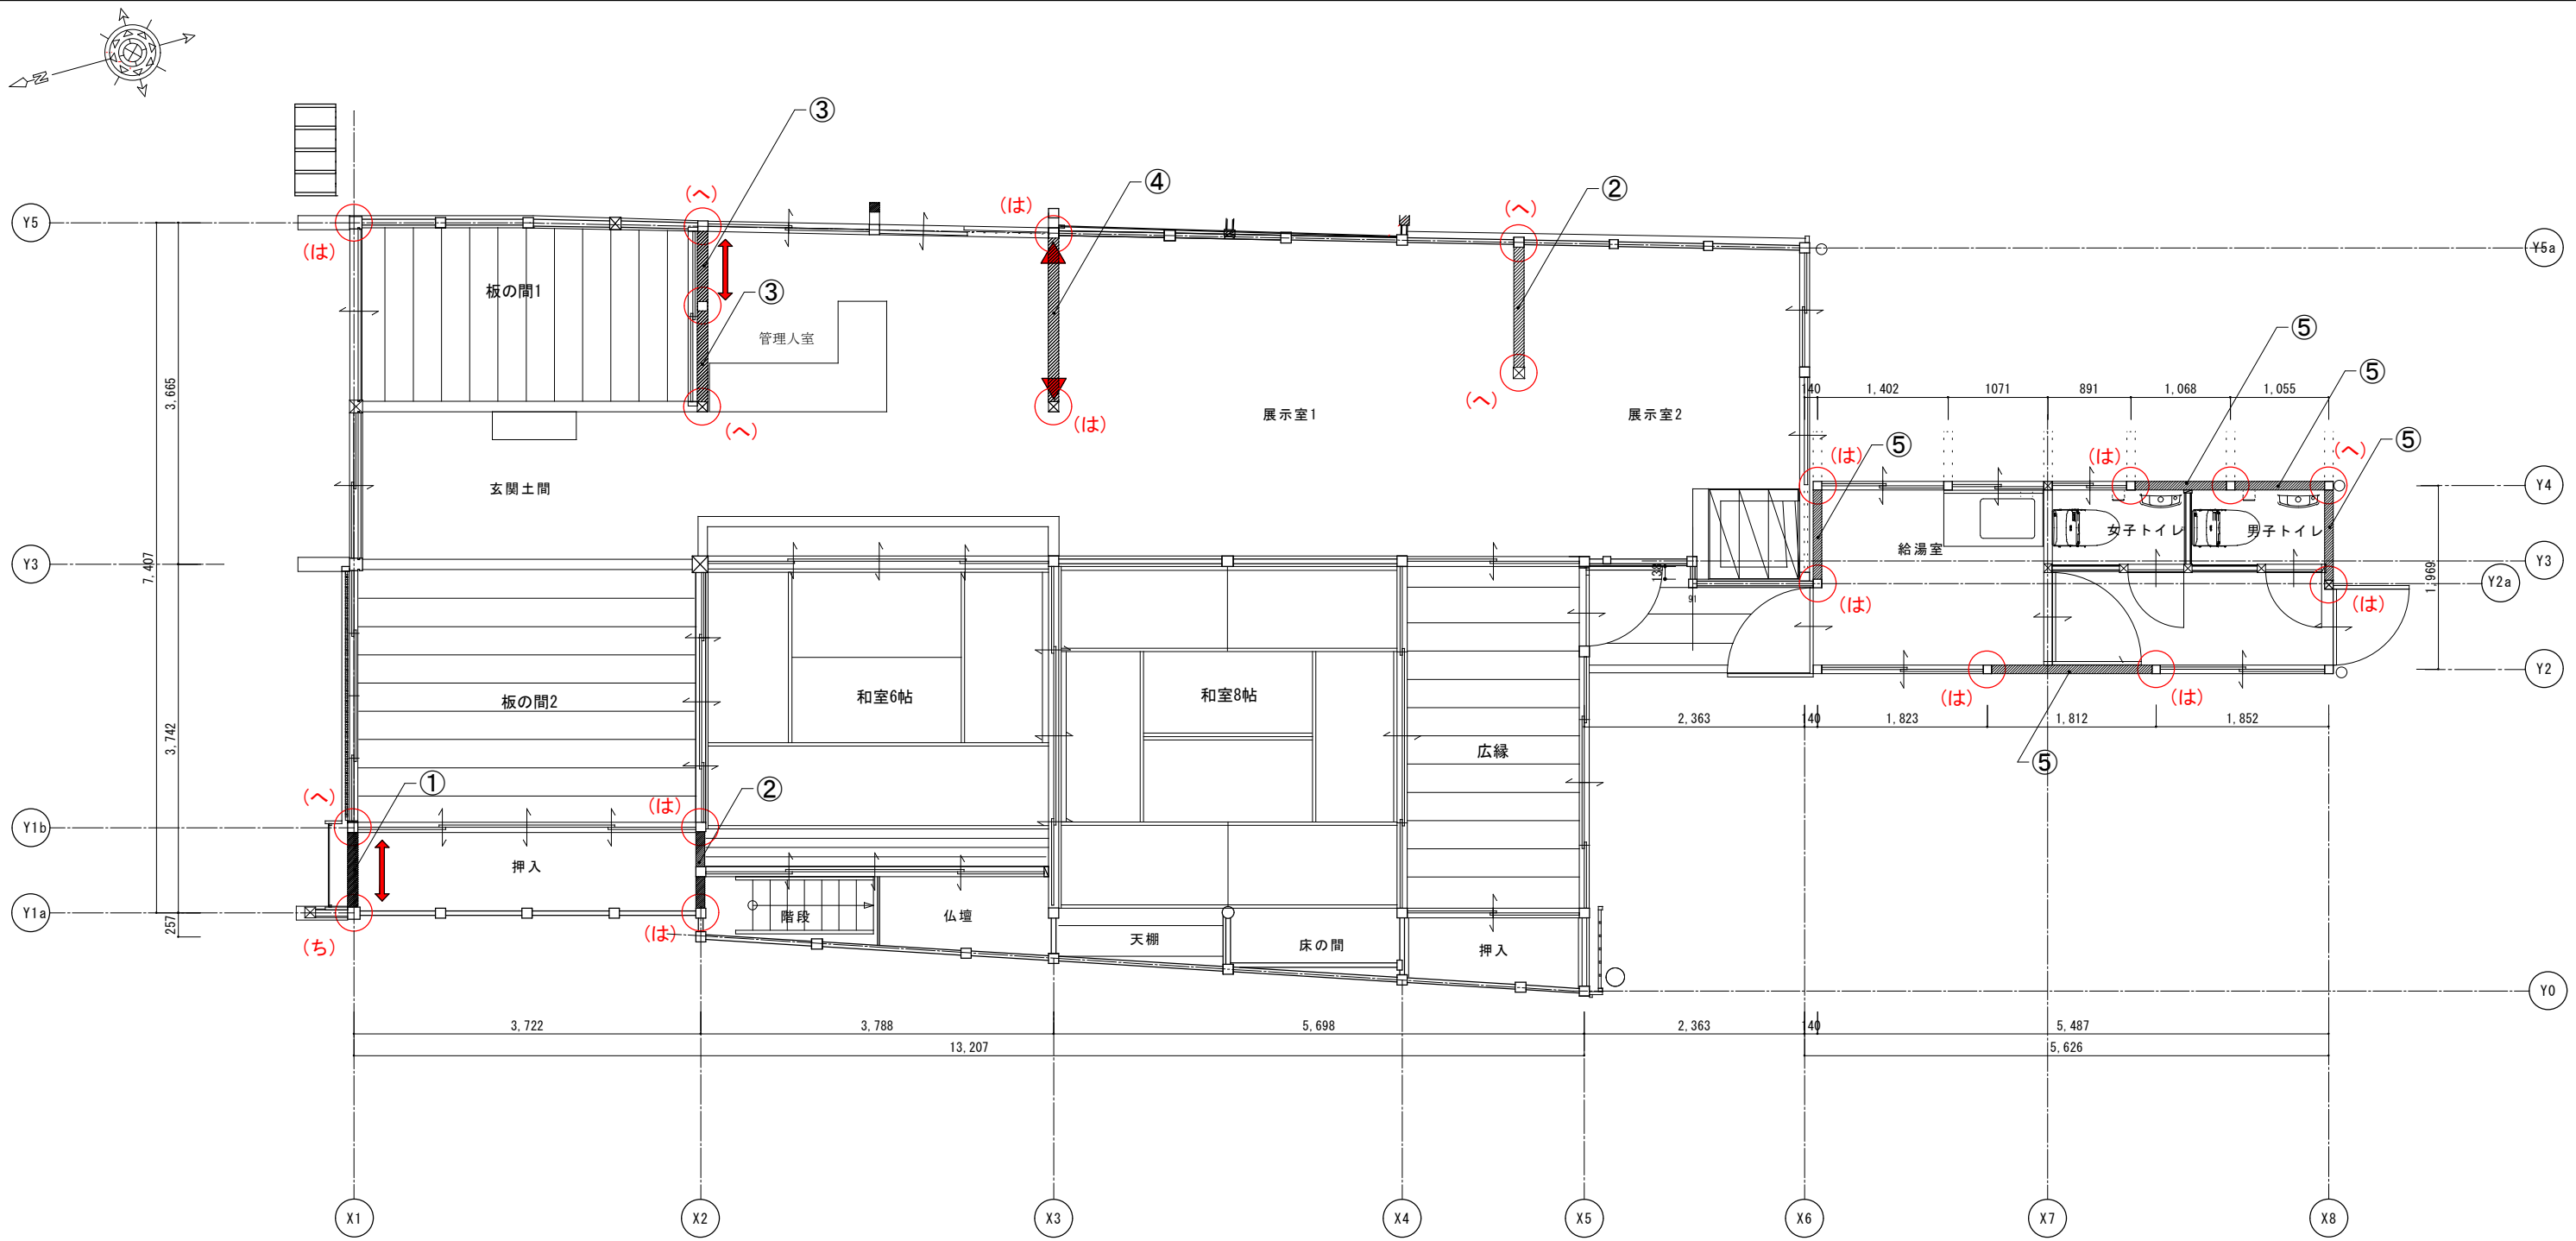 N
③
(へ)
④
(へ)
②
Y5
(は)
(は)
Y5a
板の間1
③
管理人室
⑤
⑤
140
1,402
1071
891
1,068
1,055
(へ)
(へ)
(は)
展示室1
展示室2
⑤
⑤
(は)
(は)
(へ)
3,665
玄関土間
Y4
女子トイレ
男子トイレ
給湯室
Y3
7,407
Y3
138
Y2a
1,969
91
(は)
(は)
Y2
板の間2
和室6帖
和室8帖
(は)
(は)
2,363
140
1,823
1,812
1,852
3,742
広縁
⑤
(へ)
①
(は)
②
Y1b
押入
Y1a
257
(ち)
(は)
階段
仏壇
天棚
床の間
押入
Y0
3,722
3,788
5,698
2,363
140
5,487
13,207
5,626
X1
X2
X3
X4
X5
X6
X7
X8